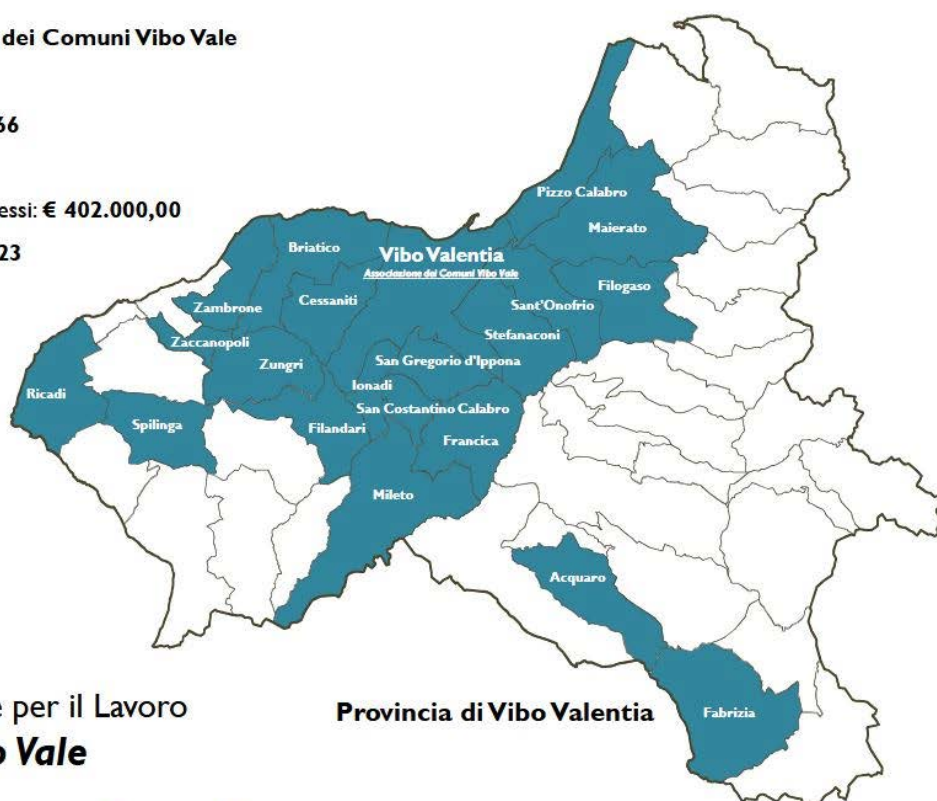 dei Comuni Vibo Vale
66
essi: € 402.000,00
23
Pizzo Calabro
Maierato
Briatico
Vibo Valentia
Associazione dei Comuni Vibo Vale
Filogaso
Cessaniti
Zambrone
Sant'Onofrio
Stefanaconi
Zaccanopoli
Zungri
San Gregorio d'Ippona
Ionadi
Ricadi
San Costantino Calabro
Spilinga
Filandari
Francica
Mileto
Acquaro
e per il Lavoro
Provincia di Vibo Valentia
Fabrizia
o Vale